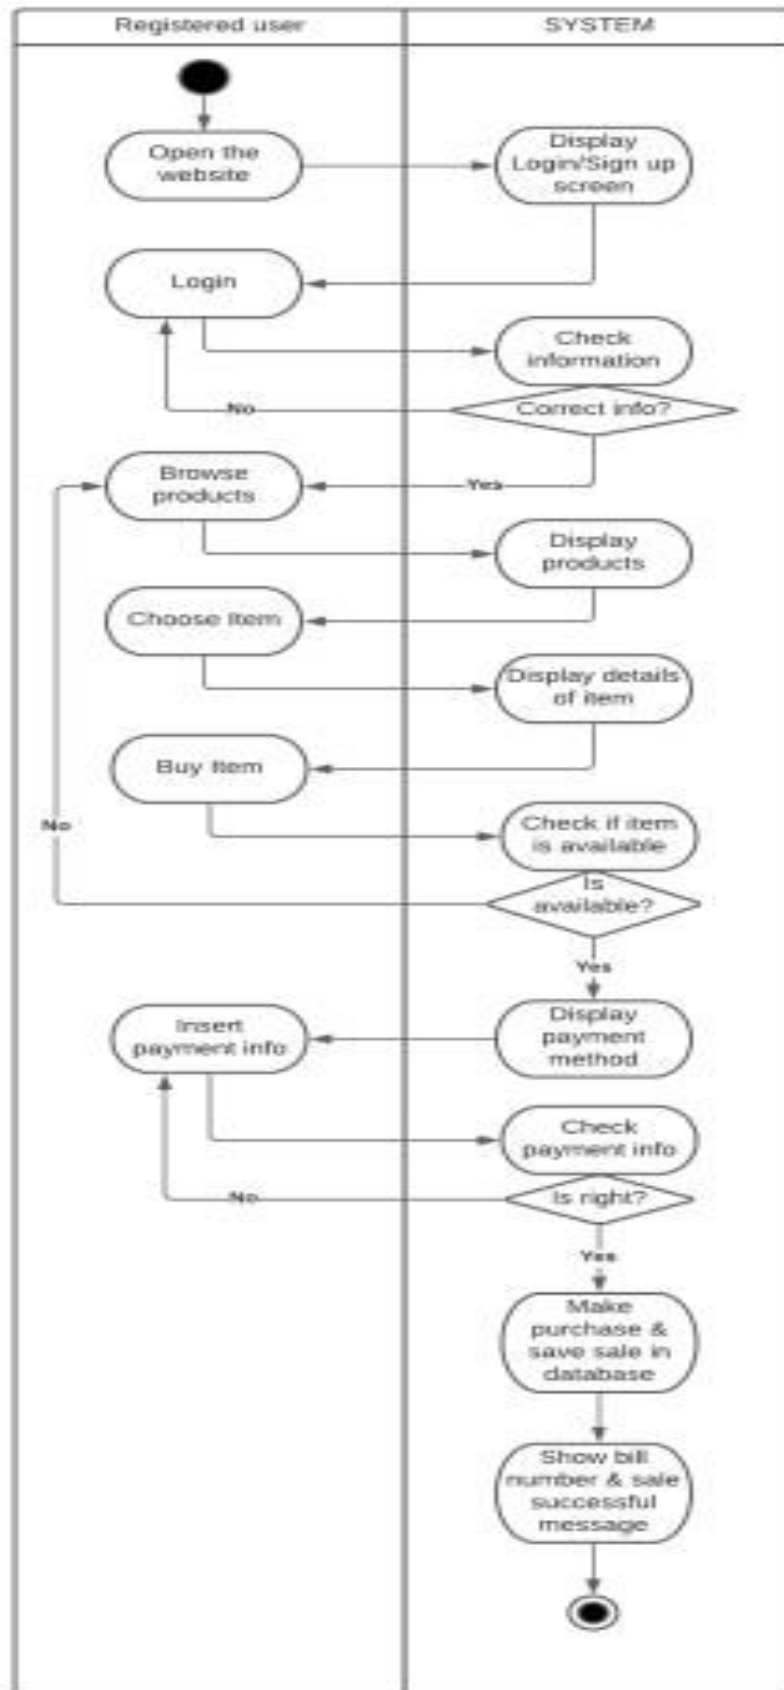 Registered user
SYSTEM
Open the
website
Display
Login/Sign up
screen
Login
Check
information
Correct info?
No
Yes
Browse
products
Display
products
Choose Item
Display details
of item
Buy Item
Check if item
is available
Is
available?
No
Yes
Display
payment
method
Insert
payment info
Check
payment info
Is right?
No
Yes
Make
purchase &
save sale in
database
Show bill
number & sale
successful
message